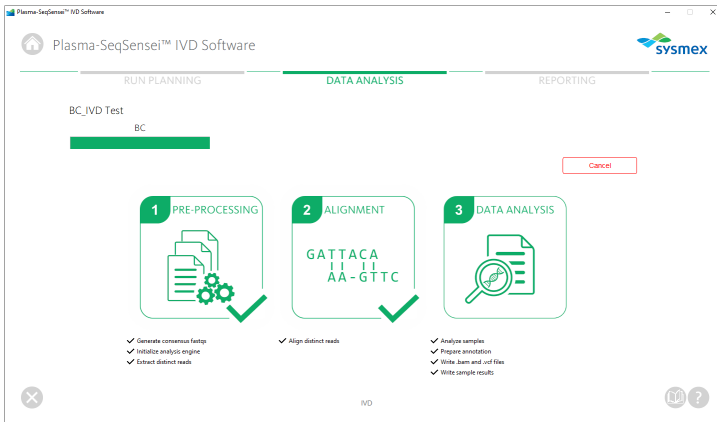 Plasma-SeqSensei™ IVD Software
Plasma-SeqSensei™ IVD Software
sysmex
RUN PLANNING
DATA ANALYSIS
REPORTING
BC_IVD Test
BC
Cancel
1 PRE-PROCESSING
2 ALIGNMENT
3 DATA ANALYSIS
GATTACA
AA-GTTC
Generate consensus fastqs
Initialize analysis engine
Extract distinct reads
Align distinct reads
Analyze samples
Prepare annotation
Write .bam and .vcf files
Write sample results
IVD
?